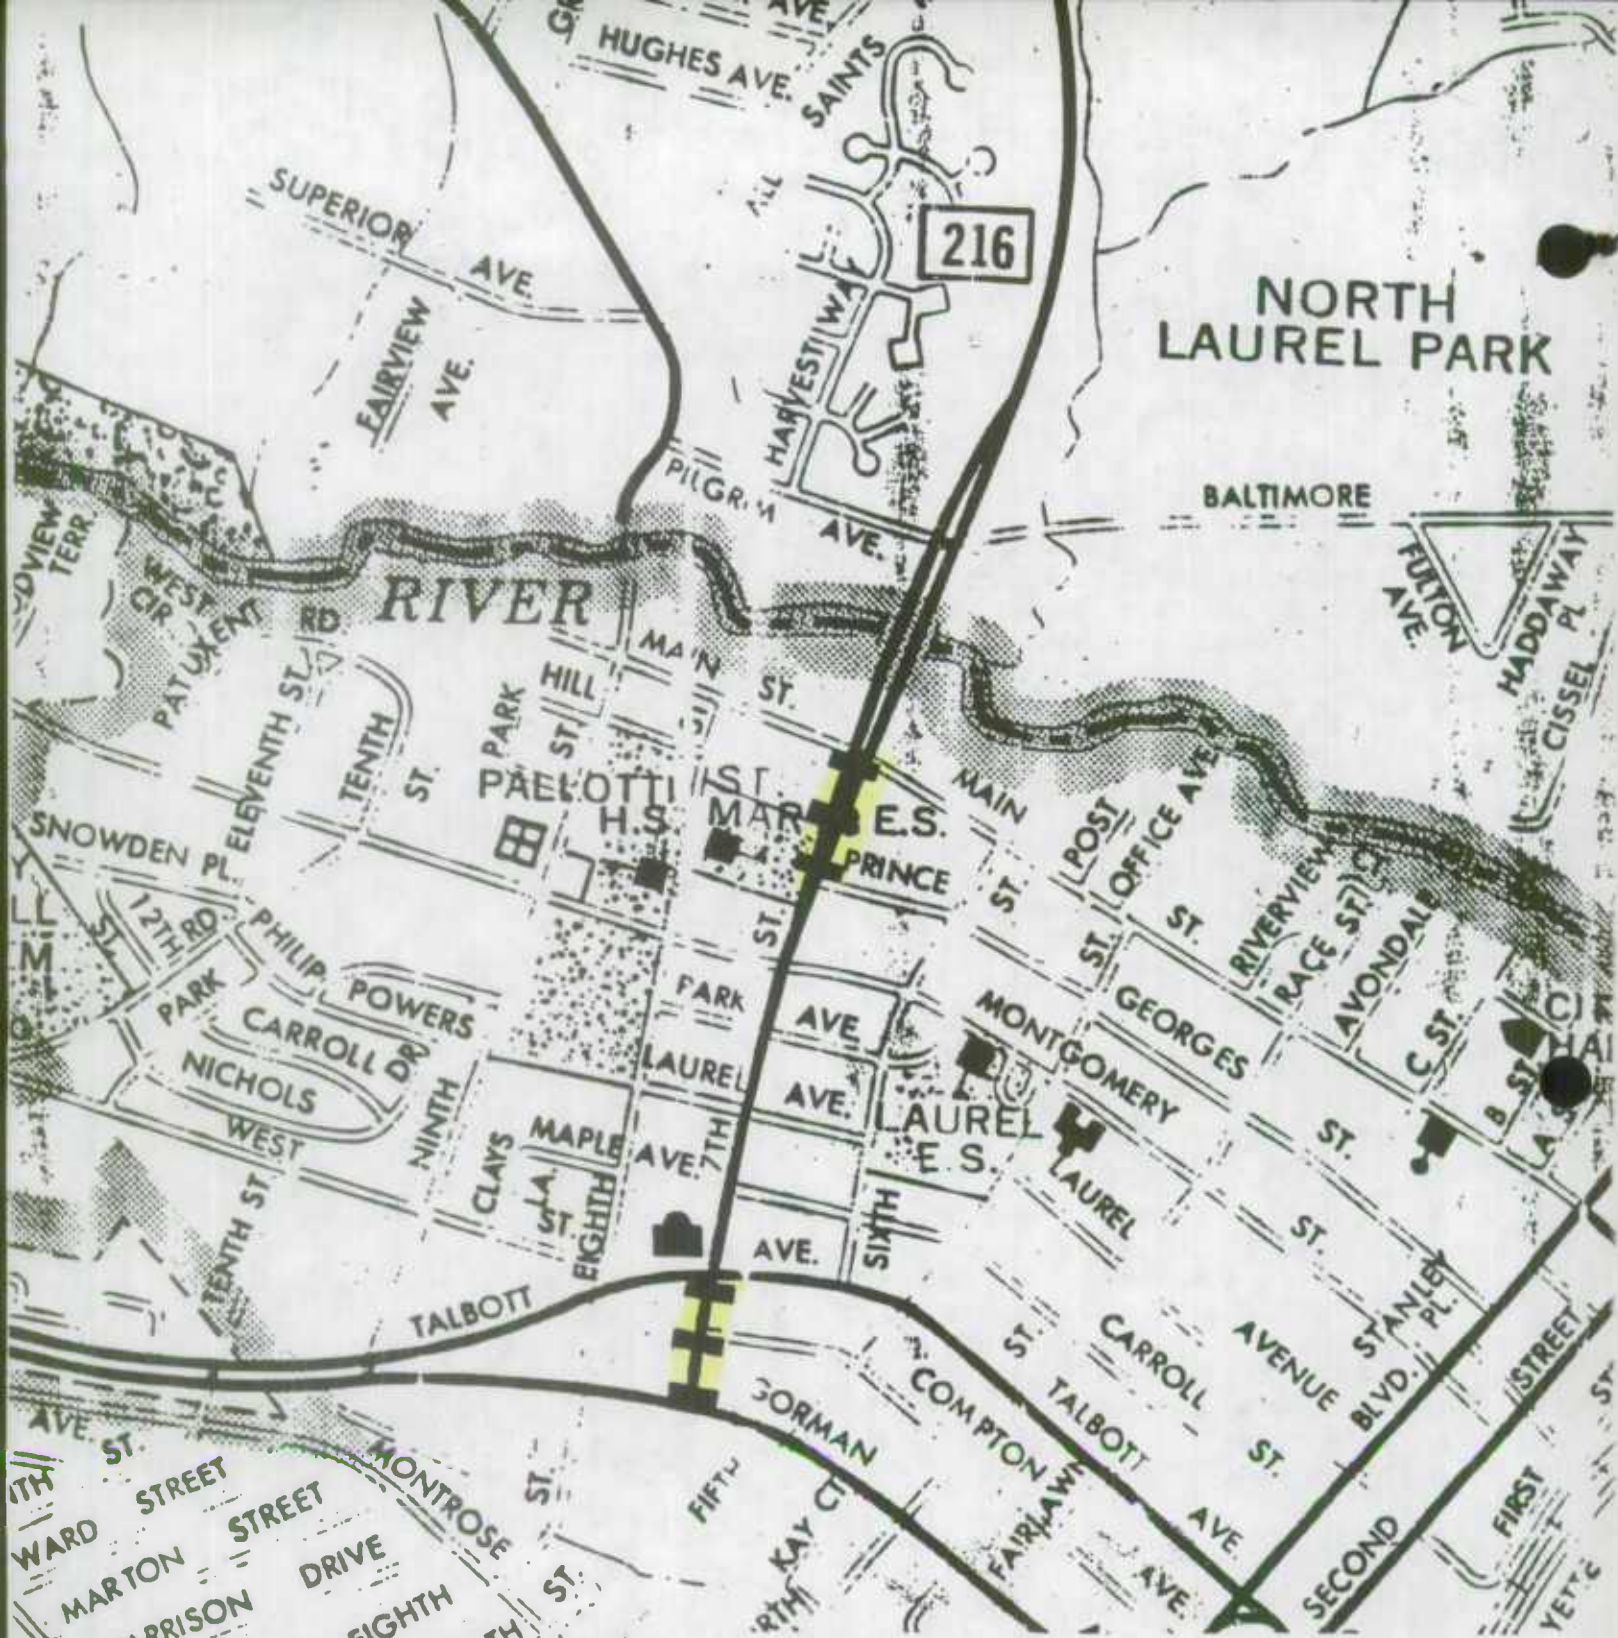 AVE.
HUGHES AVE.
ALL SAINTS
216
SUPERIOR AVE.
FAIRVIEW AVE.
HARVEST WAY
NORTH
LAUREL PARK
PILGRIM AVE.
BALTIMORE
FULTON AVE.
HADDAWAY PL
CISSEL
TERR.
WEST CIR
PATUXENT RD
RIVER
MAIN ST.
HILL ST.
PARK
ELEVENTH ST.
TENTH ST.
PALLOTTI
H.S.
ST.
E.S.
MAIN ST.
POST OFFICE AVE.
PRINCE GEORGES ST.
RIVERVIEW
RACE ST.
AVONDALE
C ST.
B ST.
SNOWDEN PL.
12TH RD
ST.
PHILIP POWERS DR
PARK
CARROLL
NICHOLS
WEST
TENTH ST
NINTH
ST.
PARK AVE.
LAUREL AVE.
MAPLE AVE.
CLAYS LA.
EIGHTH ST.
7TH ST.
AVE.
SIXTH ST.
LAUREL
E.S.
MONTGOMERY ST.
LAUREL AVENUE
ST.
CARROLL ST.
STANLEY PL.
BLVD.
STREET
TALBOTT
TALBOTT AVE.
COMPTON AVE.
GORMAN
FIFTH
KAY CT
FAIRLAWN
SECOND
FIRST
ST.
AVE.
ST.
MONTROSE
WARD STREET
MARTON STREET
DRIVE
EIGHTH ST.